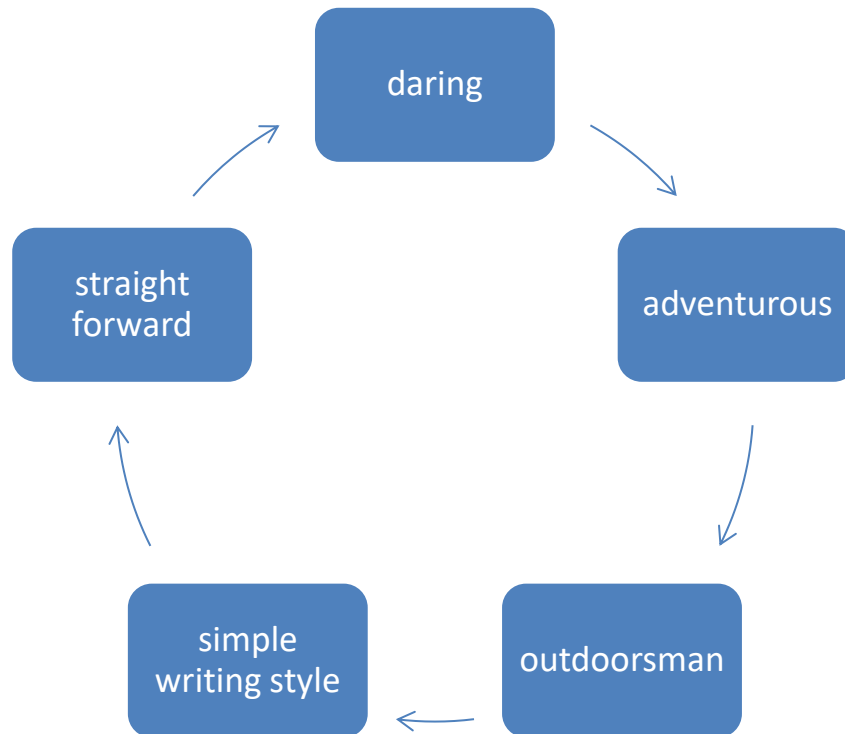 daring
adventurous
outdoorsman
simple
writing style
straight
forward